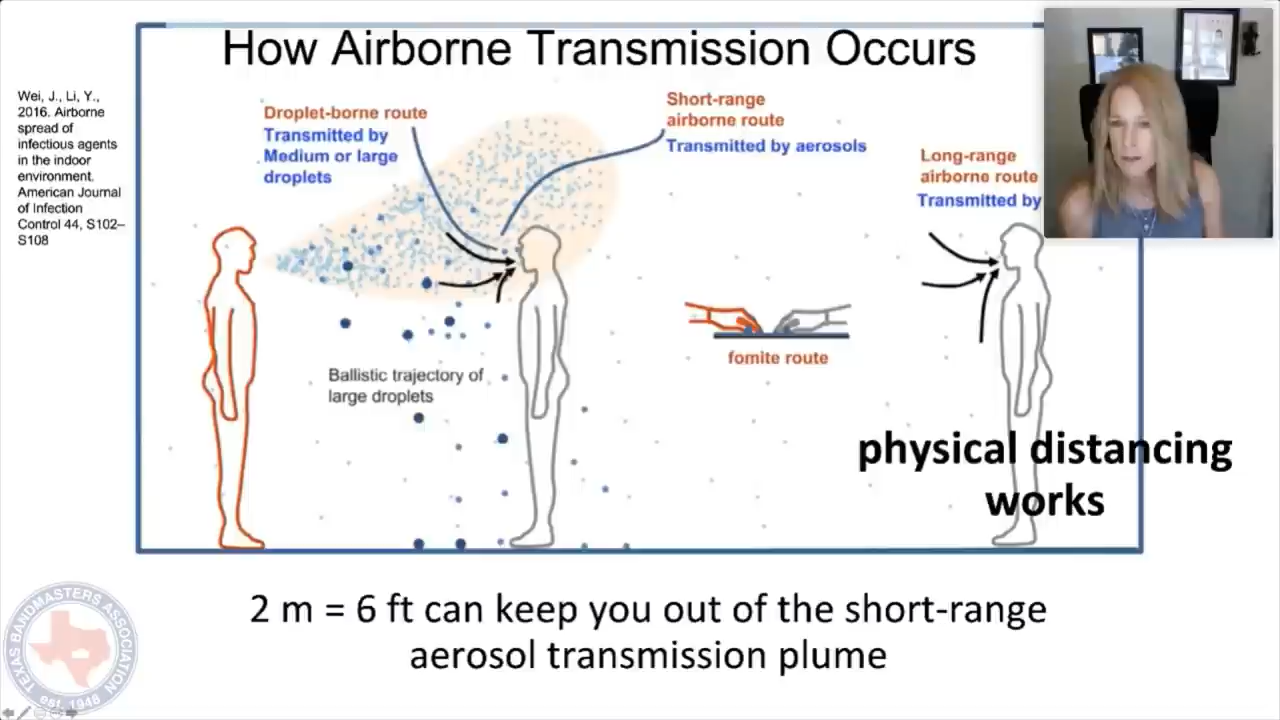 How Airborne Transmission Occurs
Wei, J., Li, Y.,
2016. Airborne
spread of
infectious agents
in the indoor
environment.
American Journal
of Infection
Control 44, S102–
S108
Droplet-borne route
Transmitted by
Medium or large
droplets
Short-range
airborne route
Transmitted by aerosols
Long-range
airborne route
Transmitted by
fomite route
Ballistic trajectory of
large droplets
physical distancing
works
2 m = 6 ft can keep you out of the short-range
aerosol transmission plume
TEXAS BANDMASTERS ASSOCIATION
est. 1948